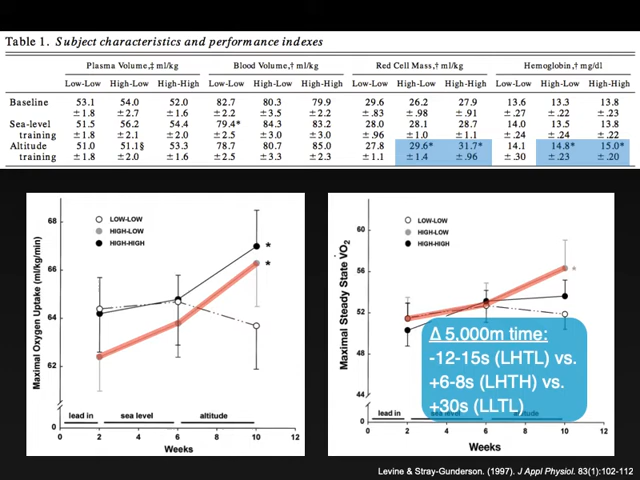 Table 1. Subject characteristics and performance indexes
Plasma Volume,‡ ml/kg Blood Volume,† ml/kg Red Cell Mass,† ml/kg Hemoglobin,† mg/dl
Low-Low High-Low High-High Low-Low High-Low High-High Low-Low High-Low High-High Low-Low High-Low High-High
Baseline 53.1 54.0 52.0 82.7 80.3 79.9 29.6 26.2 27.9 13.6 13.3 13.8
±1.8 ±2.7 ±1.6 ±2.2 ±3.5 ±2.2 ±.83 ±.98 ±.91 ±.27 ±.22 ±.23
Sea-level 51.5 56.2 54.4 79.4* 84.3 83.2 28.0 28.1 28.7 14.0 13.5 13.8
training ±1.8 ±2.1 ±2.0 ±2.5 ±3.0 ±3.0 ±.96 ±1.0 ±1.1 ±.24 ±.24 ±.22
Altitude 51.0 51.1§ 53.3 78.7 80.7 85.0 27.8 29.6* 31.7* 14.1 14.8* 15.0*
training ±1.8 ±2.0 ±1.6 ±2.5 ±3.3 ±2.3 ±1.1 ±1.4 ±.96 ±.30 ±.23 ±.20
Maximal Oxygen Uptake (ml/kg/min)
68
66
64
62
0
LOW-LOW
HIGH-LOW
HIGH-HIGH
*
*
lead in sea level altitude
0 2 4 6 8 10 12
Weeks
Maximal Steady State VO2
60
56
52
48
44
0
LOW-LOW
HIGH-LOW
HIGH-HIGH
*
Δ 5,000m time:
-12-15s (LHTL) vs.
+6-8s (LHTH) vs.
+30s (LLTL)
lead in sea level altitude
0 2 4 6 8 10 12
Weeks
Levine & Stray-Gunderson. (1997). J Appl Physiol. 83(1):102-112